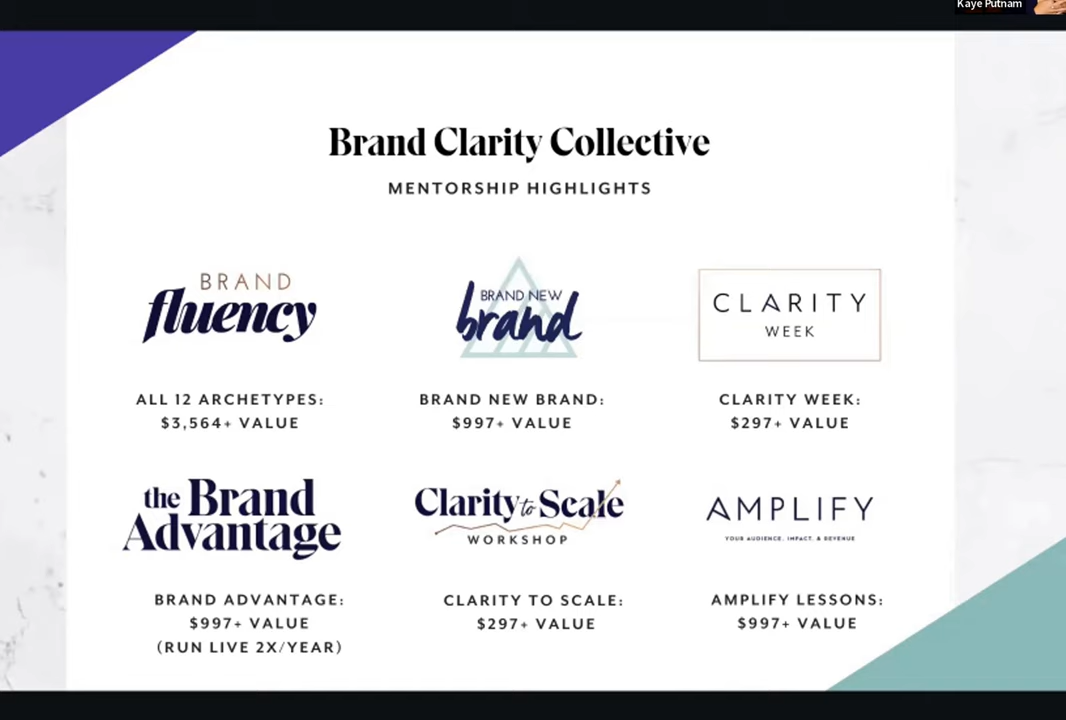 Kaye Putnam
Brand Clarity Collective
MENTORSHIP HIGHLIGHTS
BRAND
fluency
BRAND NEW
brand
CLARITY
WEEK
ALL 12 ARCHETYPES:
$3,564+ VALUE
BRAND NEW BRAND:
$997+ VALUE
CLARITY WEEK:
$297+ VALUE
the Brand
Advantage
Clarity to Scale
WORKSHOP
AMPLIFY
YOUR AUDIENCE, IMPACT, & REVENUE
BRAND ADVANTAGE:
$997+ VALUE
(RUN LIVE 2X/YEAR)
CLARITY TO SCALE:
$297+ VALUE
AMPLIFY LESSONS:
$997+ VALUE